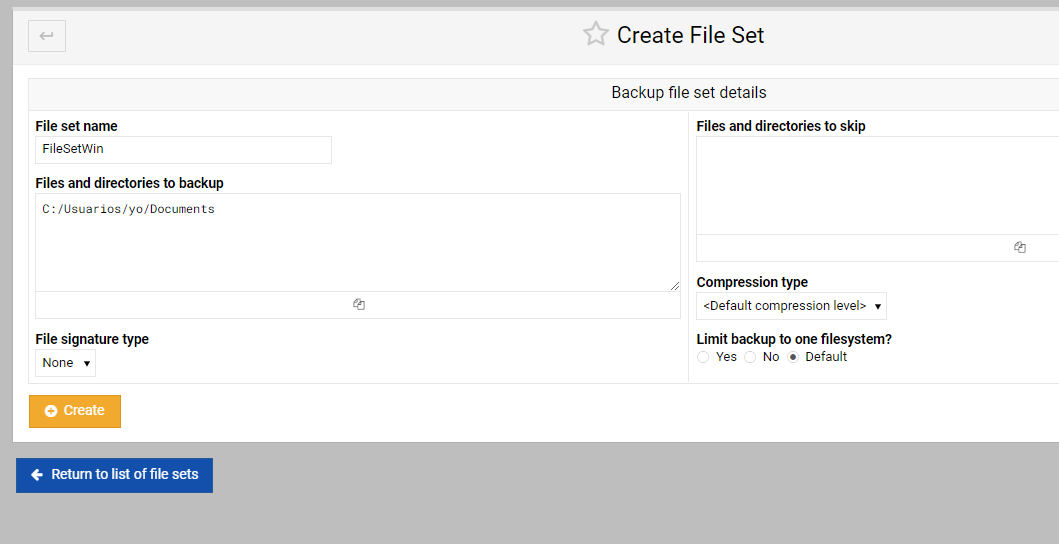 Create File Set
Backup file set details
File set name
FileSetWin
Files and directories to backup
C:/Usuarios/yo/Documents
File signature type
None
Files and directories to skip
Compression type
<Default compression level>
Limit backup to one filesystem?
Yes No Default
Create
Return to list of file sets